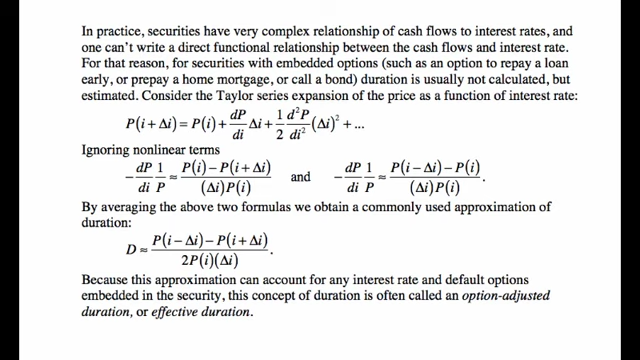 In practice, securities have very complex relationship of cash flows to interest rates, and
one can't write a direct functional relationship between the cash flows and interest rate.
For that reason, for securities with embedded options (such as an option to repay a loan
early, or prepay a home mortgage, or call a bond) duration is usually not calculated, but
estimated. Consider the Taylor series expansion of the price as a function of interest rate:
P(i + Δi) = P(i) + dP/di Δi + 1/2 d²P/di² (Δi)² + ...
Ignoring nonlinear terms
− dP/di 1/P ≈ P(i) − P(i + Δi) / (Δi)P(i) and − dP/di 1/P ≈ P(i − Δi) − P(i) / (Δi)P(i).
By averaging the above two formulas we obtain a commonly used approximation of
duration:
D ≈ P(i − Δi) − P(i + Δi) / 2P(i)(Δi).
Because this approximation can account for any interest rate and default options
embedded in the security, this concept of duration is often called an option-adjusted
duration, or effective duration.